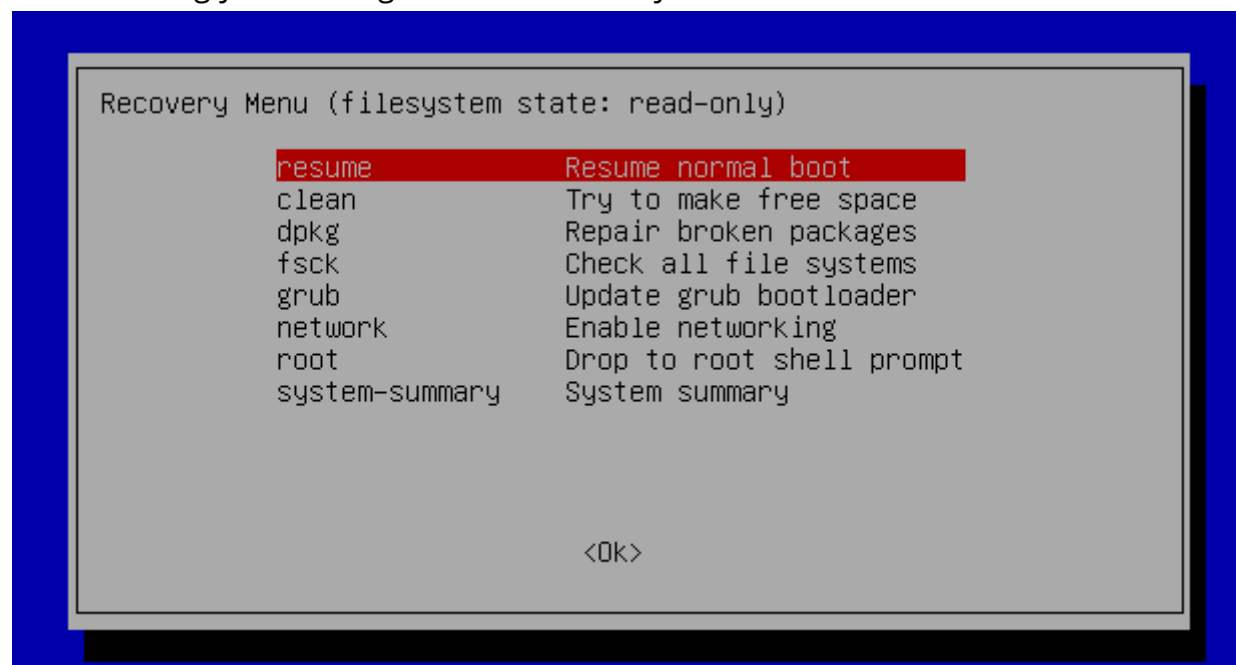 Recovery Menu (filesystem state: read-only)
resume Resume normal boot
clean Try to make free space
dpkg Repair broken packages
fsck Check all file systems
grub Update grub bootloader
network Enable networking
root Drop to root shell prompt
system-summary System summary
<Ok>